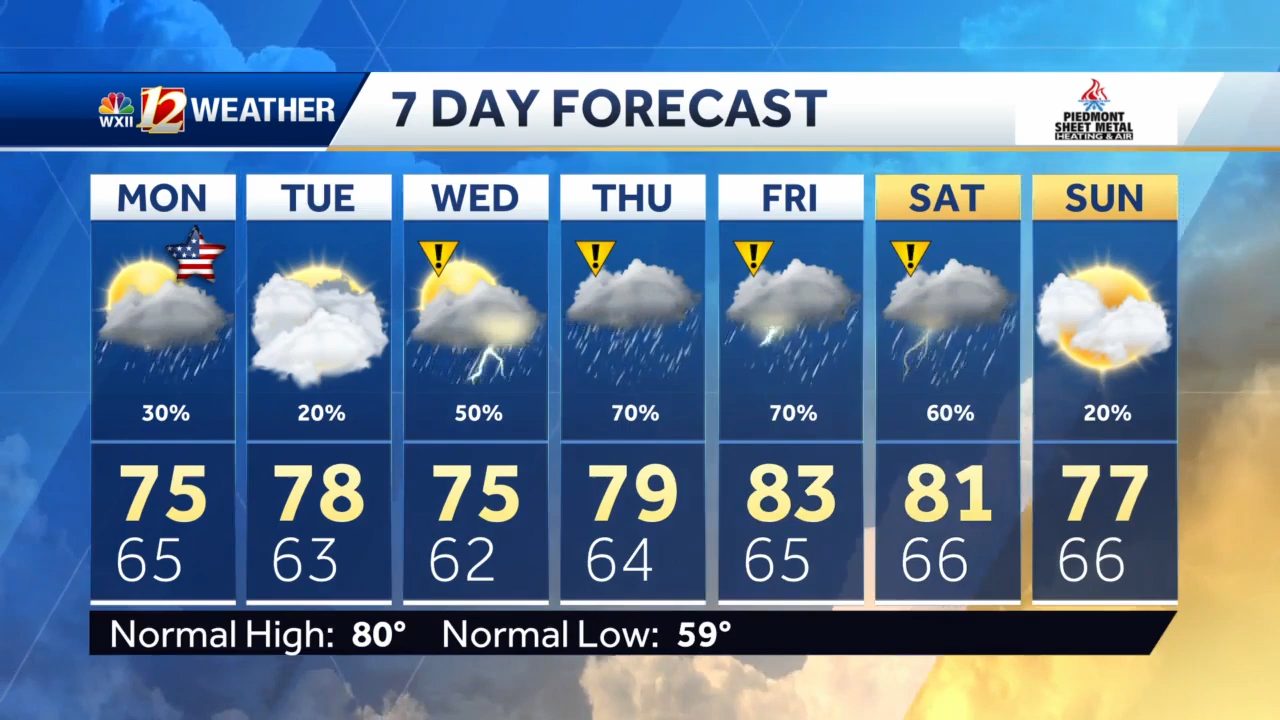 WXII 12 WEATHER
7 DAY FORECAST
PIEDMONT
SHEET METAL
HEATING & AIR
MON TUE WED THU FRI SAT SUN
! ! ! !
30% 20% 50% 70% 70% 60% 20%
75 78 75 79 83 81 77
65 63 62 64 65 66 66
Normal High: 80° Normal Low: 59°